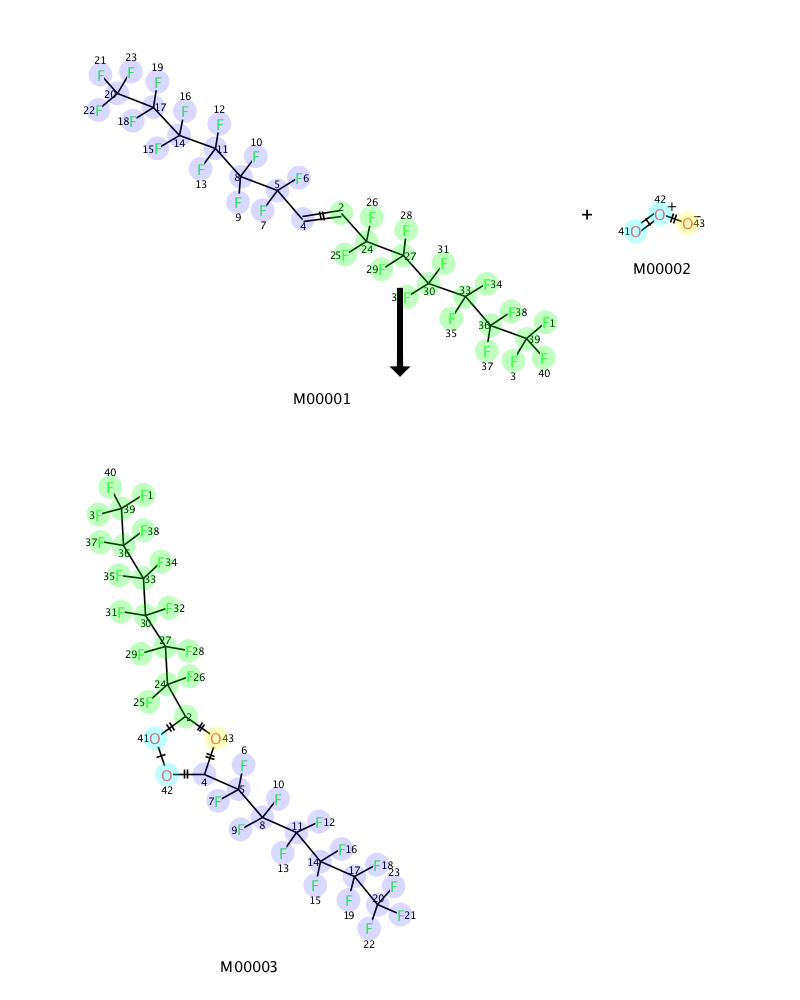 21 23 19
F F F
20 17 16
22 F 18 F F 12
15 F 14 F 10
F 11 F
13 8 5 F 6
F F 2 26
9 7 4 F 28 42
25 F 24 F 31 + 41 O O + O − 43
29 F 27 F
30 33 F 34 M00002
F F 36 F 38 F 1
35 F 39
37 F F
3 40
M00001
40
F F 1
3 F 39
37 F F 38
36 F 34
35 F 33
31 F F 32
30
27
29 F F 28
24 F 26
25 F
2
41 O O 43 6
O F 10
42 4 5 F
7 F 8 11 F 12
9 F
F 14 F 16
13 17 F 18
F 23
15 F 20 F
19 F 21
F
22
M00003